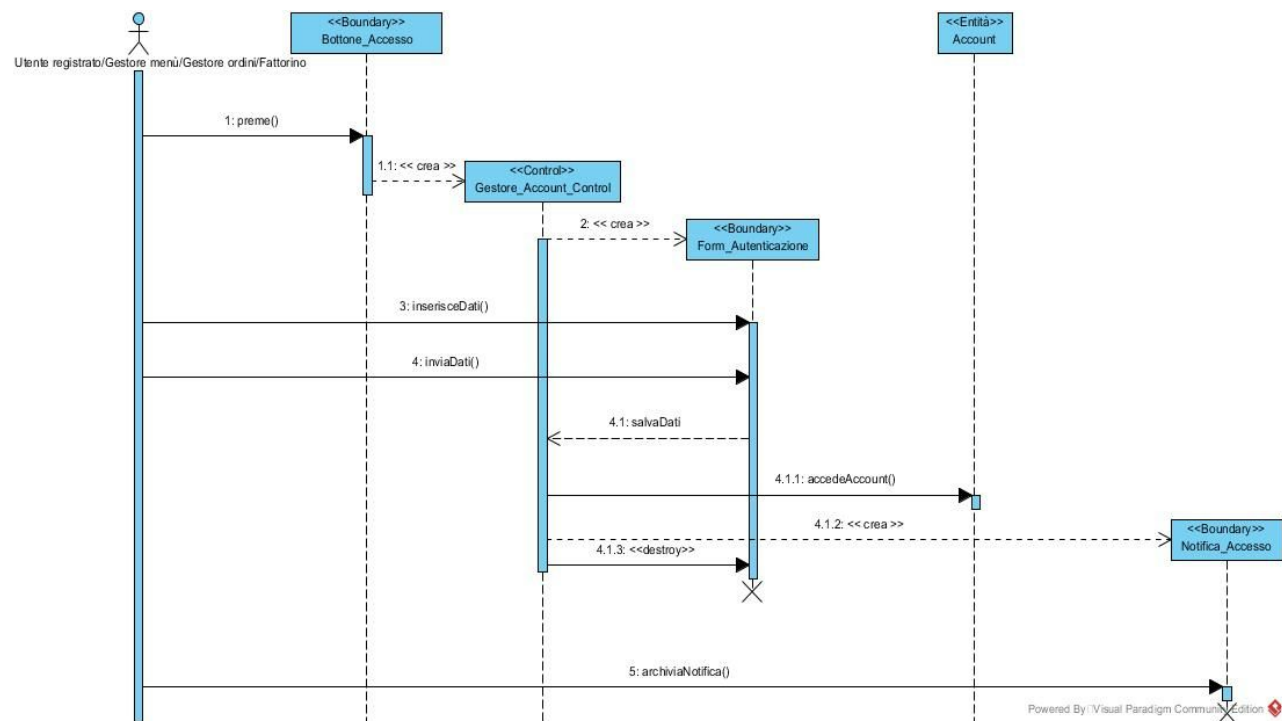 <<Boundary>>
Bottone_Accesso
<<Entità>>
Account
Utente registrato/Gestore menù/Gestore ordini/Fattorino
1: preme()
1.1: << crea >>
<<Control>>
Gestore_Account_Control
2: << crea >>
<<Boundary>>
Form_Autenticazione
3: inserisceDati()
4: inviaDati()
4.1: salvaDati
4.1.1: accedeAccount()
4.1.2: << crea >>
<<Boundary>>
Notifica_Accesso
4.1.3: <<destroy>>
5: archiviaNotifica()
Powered By Visual Paradigm Community Edition